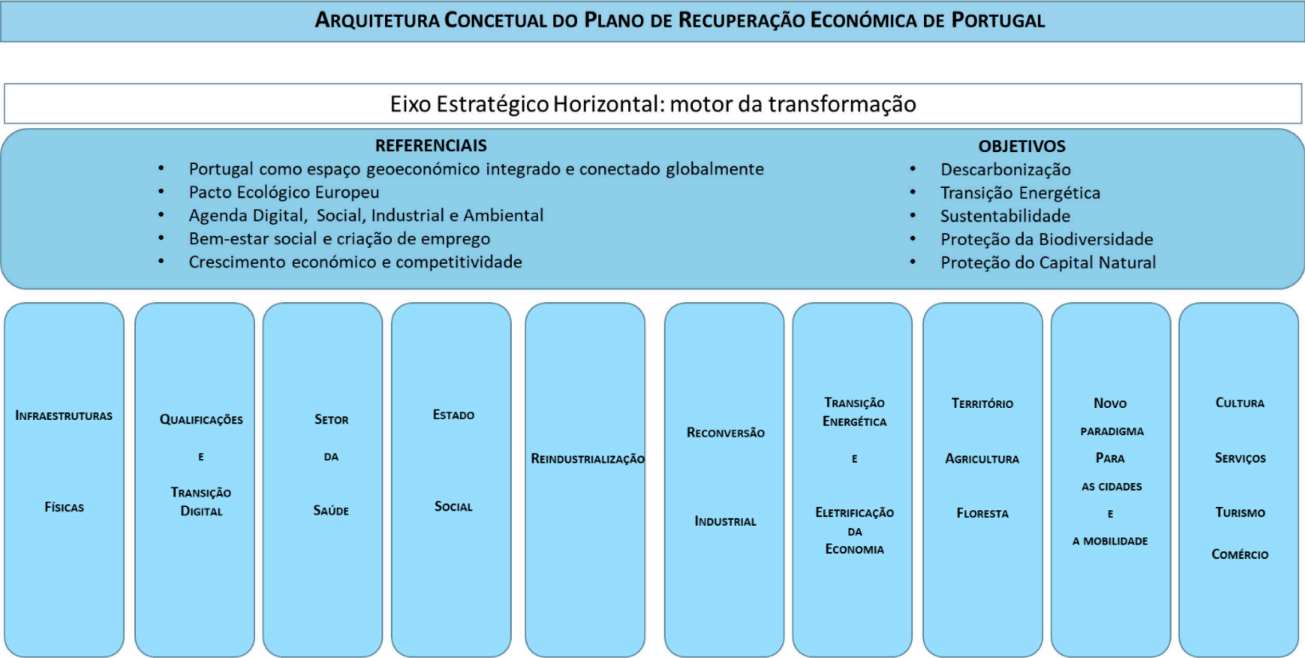 Arquitetura Concetual do Plano de Recuperação Económica de Portugal
Eixo Estratégico Horizontal: motor da transformação
REFERENCIAIS
• Portugal como espaço geoeconómico integrado e conectado globalmente
• Pacto Ecológico Europeu
• Agenda Digital, Social, Industrial e Ambiental
• Bem-estar social e criação de emprego
• Crescimento económico e competitividade
OBJETIVOS
• Descarbonização
• Transição Energética
• Sustentabilidade
• Proteção da Biodiversidade
• Proteção do Capital Natural
Infraestruturas
Físicas
Qualificações
e
Transição
Digital
Setor
da
Saúde
Estado
Social
Reindustrialização
Reconversão
Industrial
Transição
Energética
e
Eletrificação
da
Economia
Território
Agricultura
Floresta
Novo
paradigma
Para
as cidades
e
a mobilidade
Cultura
Serviços
Turismo
Comércio